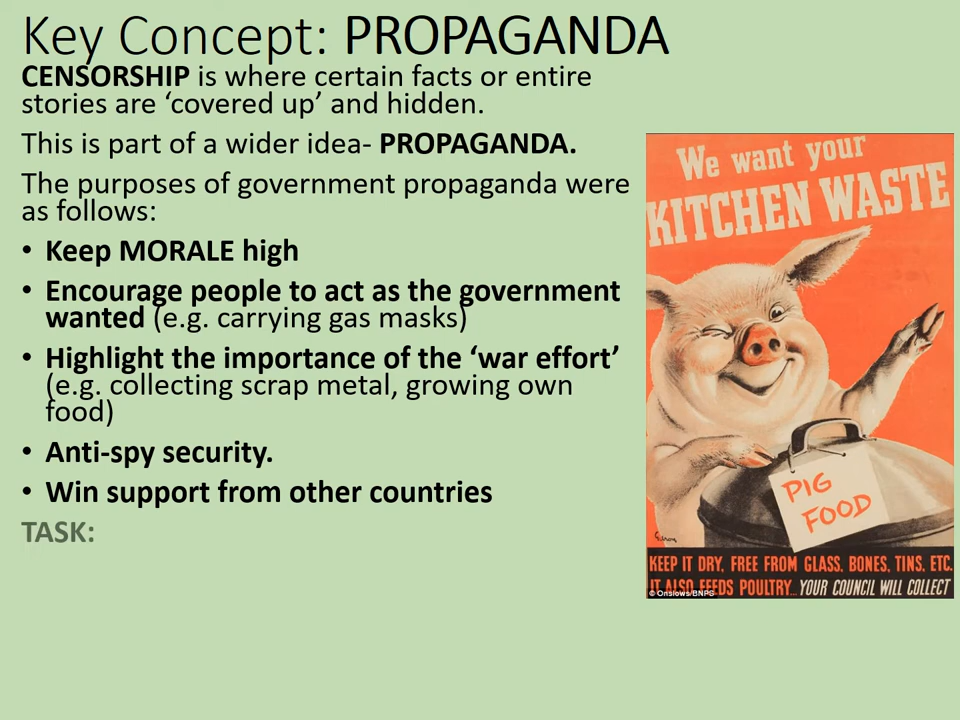 Key Concept: PROPAGANDA
CENSORSHIP is where certain facts or entire
stories are ‘covered up’ and hidden.
This is part of a wider idea- PROPAGANDA.
The purposes of government propaganda were
as follows:
• Keep MORALE high
• Encourage people to act as the government
wanted (e.g. carrying gas masks)
• Highlight the importance of the ‘war effort’
(e.g. collecting scrap metal, growing own
food)
• Anti-spy security.
• Win support from other countries
TASK:
We want your
KITCHEN WASTE
PIG
FOOD
KEEP IT DRY, FREE FROM GLASS, BONES, TINS, ETC.
IT ALSO FEEDS POULTRY... YOUR COUNCIL WILL COLLECT
© Onslows/BNPS